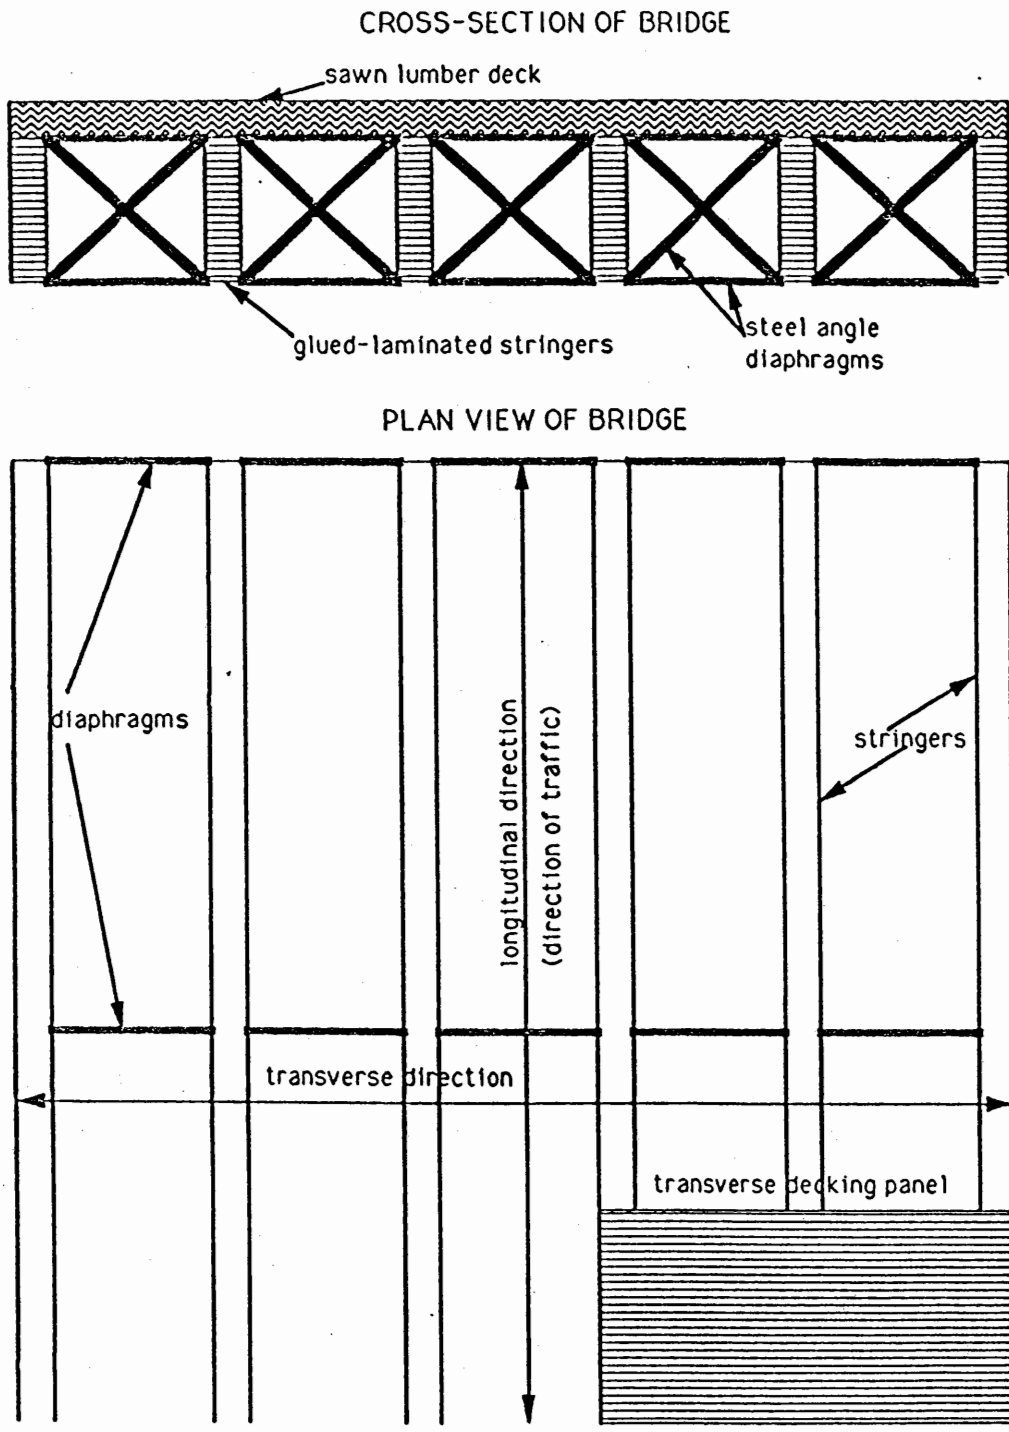 CROSS-SECTION OF BRIDGE
sawn lumber deck
glued-laminated stringers
steel angle
diaphragms
PLAN VIEW OF BRIDGE
diaphragms
longitudinal direction
(direction of traffic)
stringers
transverse direction
transverse decking panel